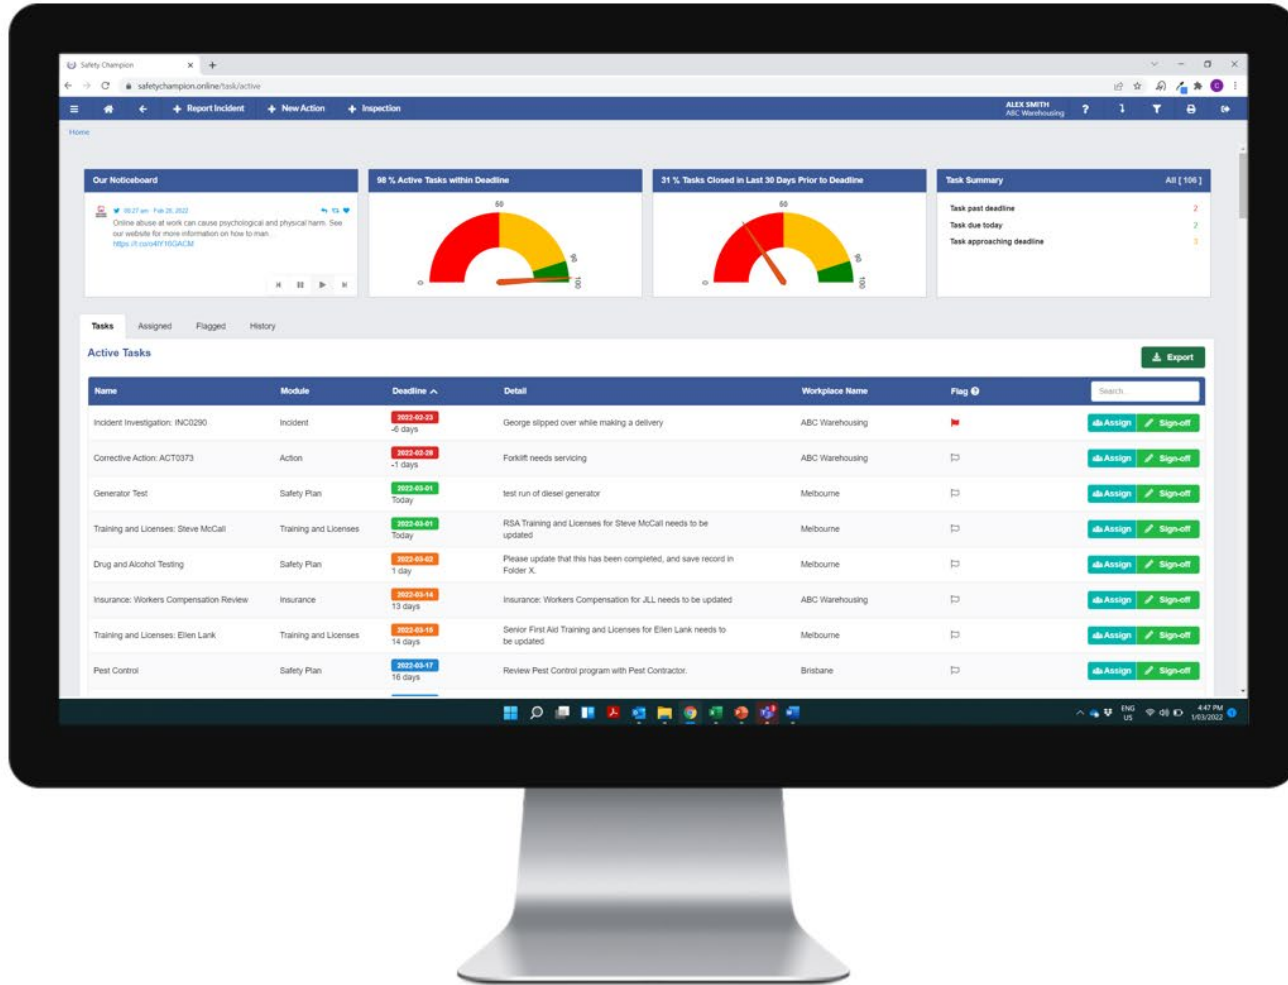 Safety Champion
safetychampion.online/task/active
Report Incident
New Action
Inspection
ALEX SMITH
ABC Warehousing
Home
Our Noticeboard
98 % Active Tasks within Deadline
31 % Tasks Closed in Last 30 Days Prior to Deadline
Task Summary
All [ 106 ]
Feb 28, 2022
Online abuse at work can cause psychological and physical harm. See
our website for more information on how to man...
0
50
90
100
0
50
90
100
Task past deadline 2
Task due today 2
Task approaching deadline 3
Tasks Assigned Flagged History
Active Tasks
Export
Name Module Deadline Detail Workplace Name Flag Search...
Incident Investigation: INC0290 Incident 2022-02-23 George slipped over while making a delivery ABC Warehousing Assign Sign-off
-6 days
Corrective Action: ACT0373 Action 2022-02-28 Forklift needs servicing ABC Warehousing Assign Sign-off
-1 days
Generator Test Safety Plan 2022-03-01 test run of diesel generator Melbourne Assign Sign-off
Today
Training and Licenses: Steve McCall Training and Licenses 2022-03-01 RSA Training and Licenses for Steve McCall needs to be Melbourne Assign Sign-off
Today updated
Drug and Alcohol Testing Safety Plan 2022-03-02 Please update that this has been completed, and save record in Melbourne Assign Sign-off
1 day Folder X.
Insurance: Workers Compensation Review Insurance 2022-03-14 Insurance: Workers Compensation for JLL needs to be updated ABC Warehousing Assign Sign-off
13 days
Training and Licenses: Ellen Lank Training and Licenses 2022-03-15 Senior First Aid Training and Licenses for Ellen Lank needs to Melbourne Assign Sign-off
14 days be updated
Pest Control Safety Plan 2022-03-17 Review Pest Control program with Pest Contractor. Brisbane Assign Sign-off
16 days
ENG
US
4:47 PM
1/03/2022